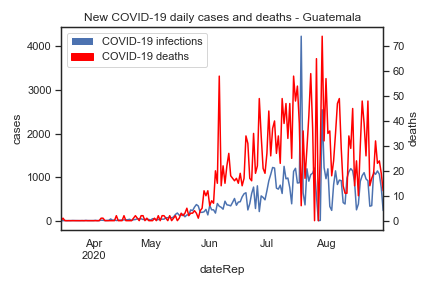 New COVID-19 daily cases and deaths - Guatemala
COVID-19 infections
COVID-19 deaths
4000
3000
2000
1000
0
cases
70
60
50
40
30
20
10
0
deaths
Apr
2020
May
Jun
Jul
Aug
dateRep